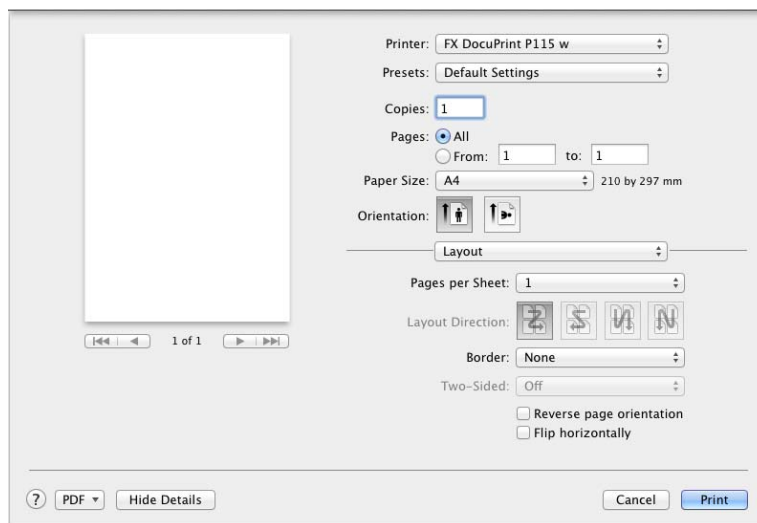 Printer: FX DocuPrint P115 w
Presets: Default Settings
Copies: 1
Pages: All
From: 1 to: 1
Paper Size: A4 210 by 297 mm
Orientation:
Layout
Pages per Sheet: 1
Layout Direction:
Border: None
Two-Sided: Off
Reverse page orientation
Flip horizontally
1 of 1
? PDF Hide Details Cancel Print